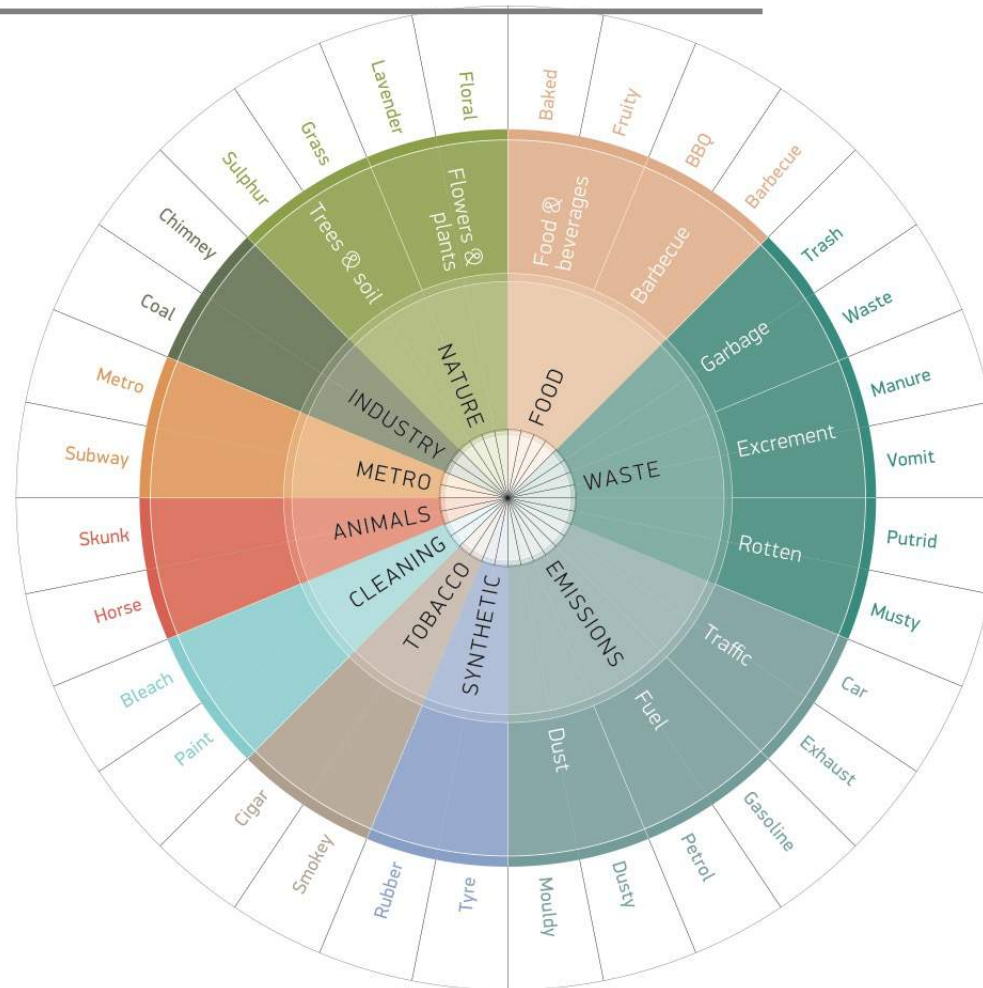 Baked
Fruity
BBQ
Barbecue
Trash
Waste
Manure
Vomit
Putrid
Musty
Car
Exhaust
Gasoline
Petrol
Dusty
Mouldy
Tyre
Rubber
Smokey
Cigar
Paint
Bleach
Horse
Skunk
Subway
Metro
Coal
Chimney
Sulphur
Grass
Lavender
Floral
Food &
beverages
Barbecue
Garbage
Excrement
Rotten
Traffic
Fuel
Dust
Trees & soil
Flowers &
plants
FOOD
WASTE
EMISSIONS
SYNTHETIC
TOBACCO
CLEANING
ANIMALS
METRO
INDUSTRY
NATURE